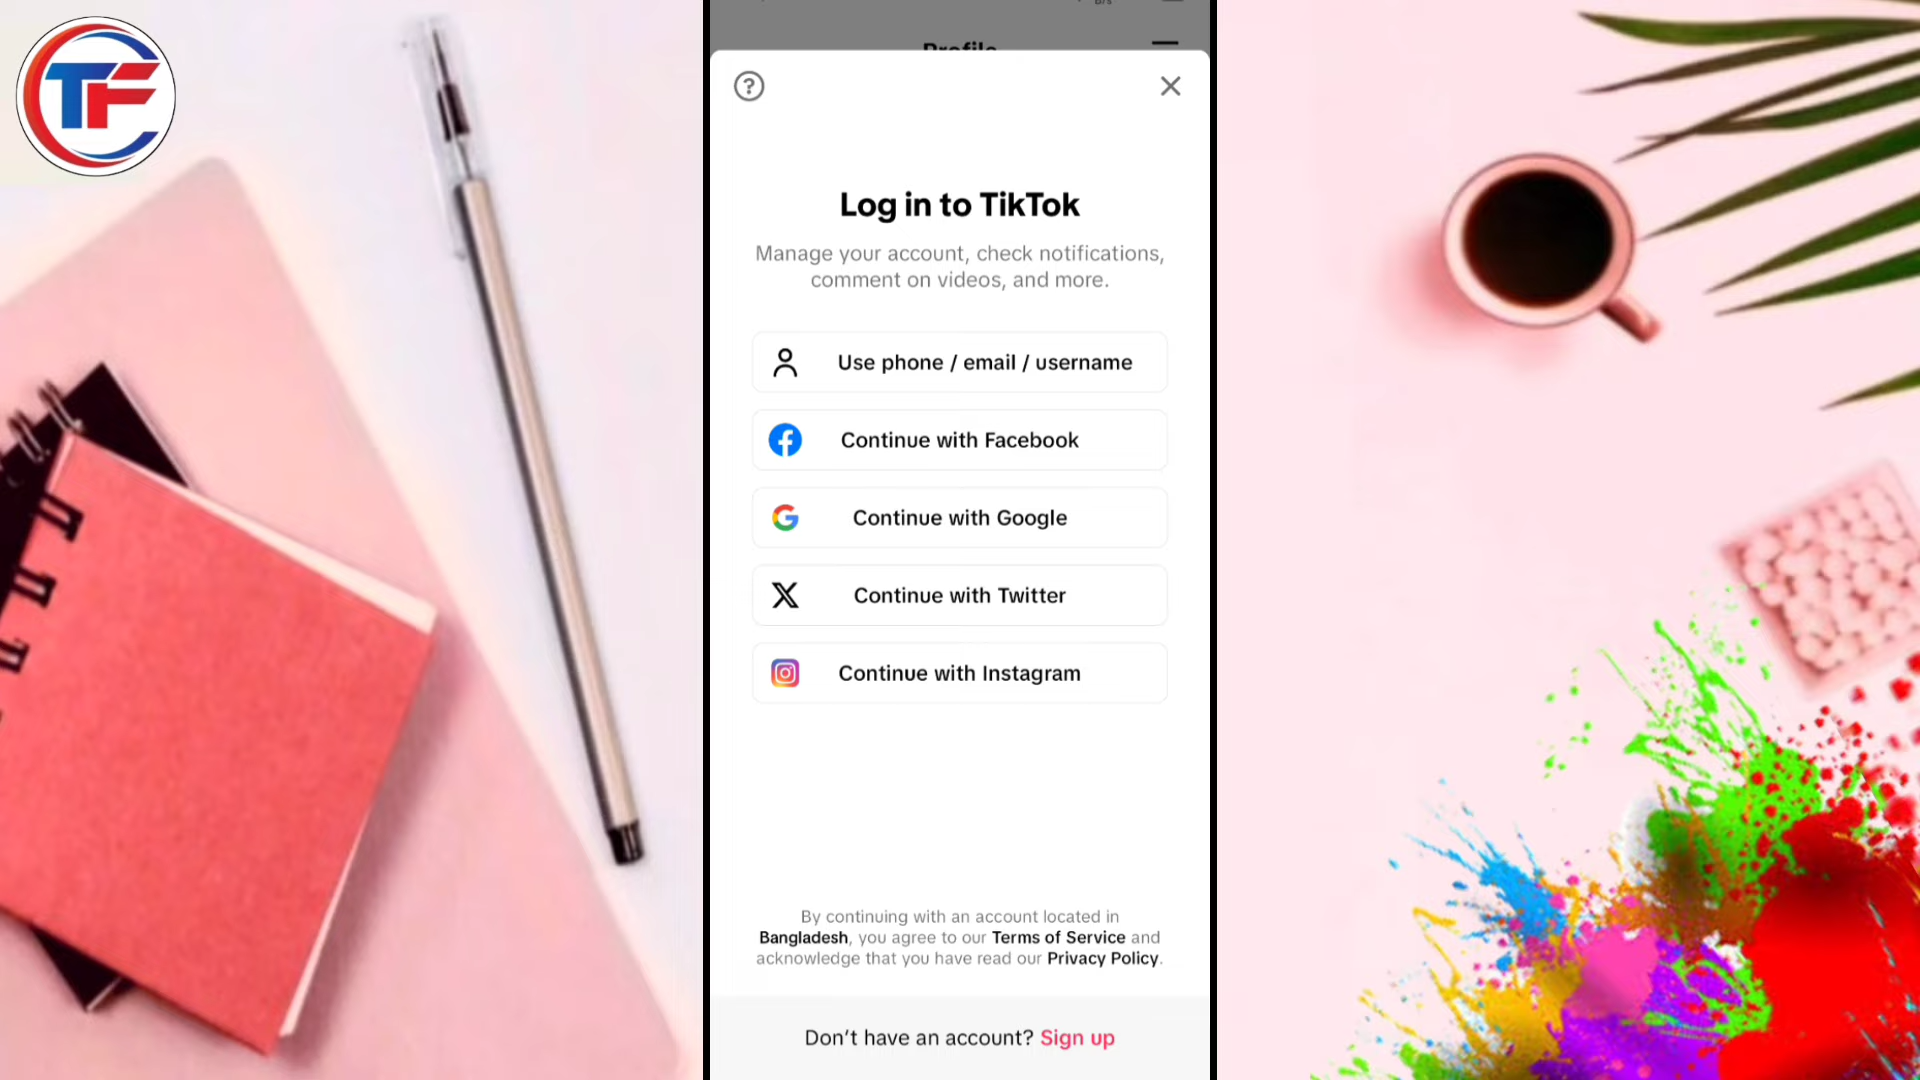 TF
Profile
Log in to TikTok
Manage your account, check notifications,
comment on videos, and more.
Use phone / email / username
Continue with Facebook
Continue with Google
Continue with Twitter
Continue with Instagram
By continuing with an account located in
Bangladesh, you agree to our Terms of Service and
acknowledge that you have read our Privacy Policy.
Don’t have an account? Sign up